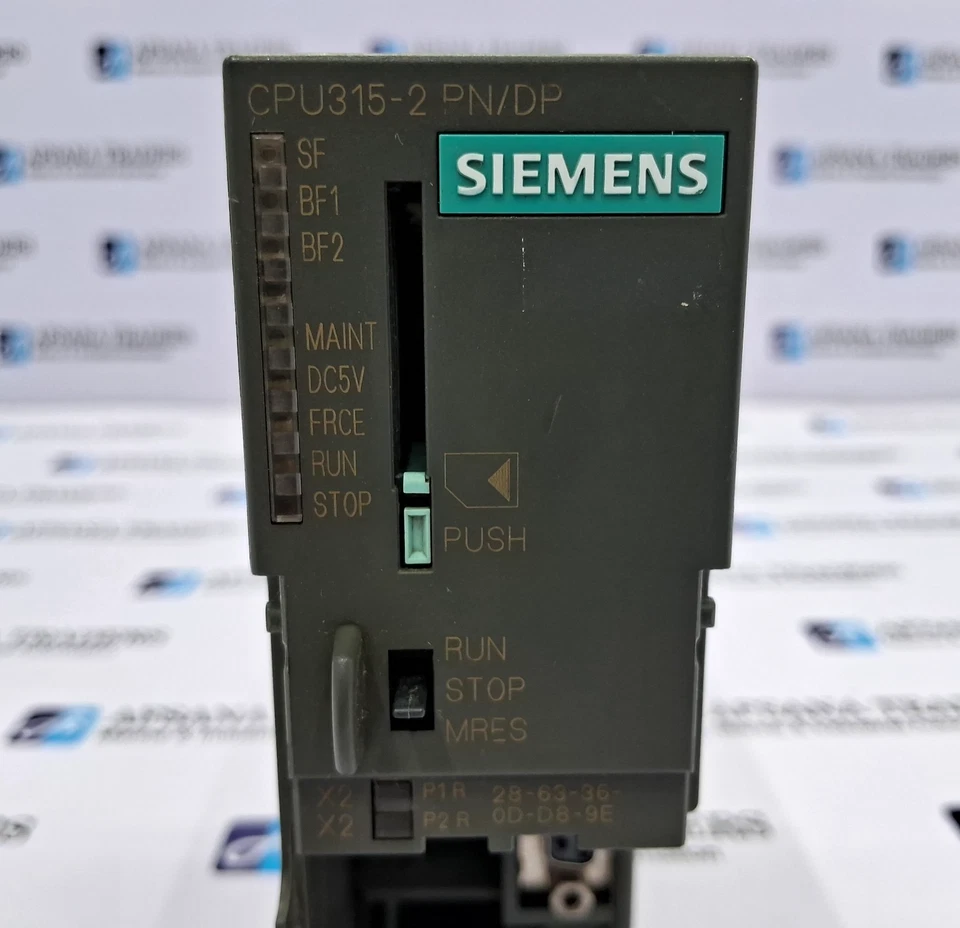 CPU315-2 PN/DP
SIEMENS
SF
BF1
BF2
MAINT
DC5V
FRCE
RUN
STOP
PUSH
RUN
STOP
MRES
X2 P1 R 28-63-36-
X2 P2 R 0D-D8-9E